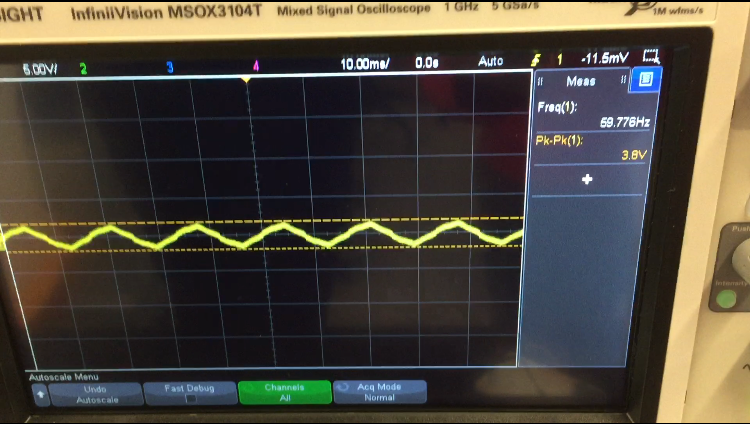 SIGHT InfiniiVision MSOX3104T Mixed Signal Oscilloscope 1 GHz 5 GSa/s
1M wfms/s
5.00V/ 2 3 4 10.00ms/ 0.0s Auto 1 -11.5mV
Meas
Freq(1):
59.776Hz
Pk-Pk(1):
3.8V
Autoscale Menu
Undo
Autoscale
Fast Debug
Channels
All
Acq Mode
Normal
Push
Intensity